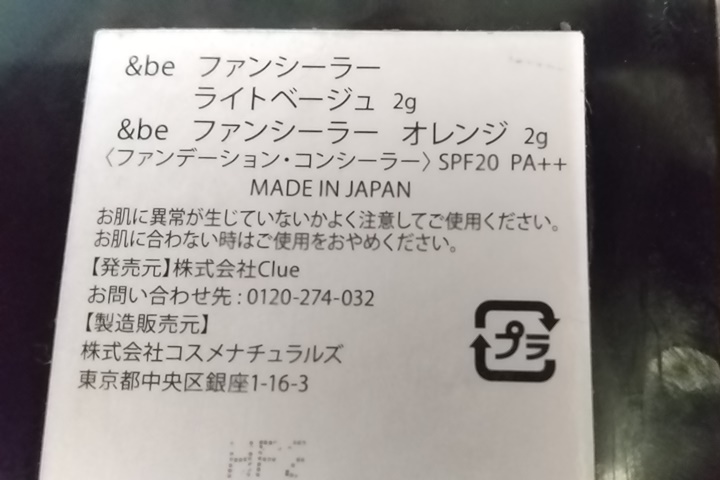 &be ファンシーラー
ライトベージュ 2g
&be ファンシーラー オレンジ 2g
〈ファンデーション・コンシーラー〉SPF20 PA++
MADE IN JAPAN
お肌に異常が生じていないかよく注意してご使用ください。
お肌に合わない時はご使用をおやめください。
【発売元】株式会社Clue
お問い合わせ先:0120-274-032
【製造販売元】
株式会社コスメナチュラルズ
東京都中央区銀座1-16-3
プラ